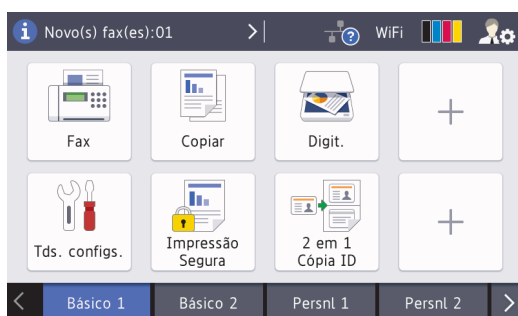 Novo(s) fax(es):01
WiFi
Fax
Copiar
Digit.
Tds. configs.
Impressão
Segura
2 em 1
Cópia ID
Básico 1
Básico 2
Persnl 1
Persnl 2